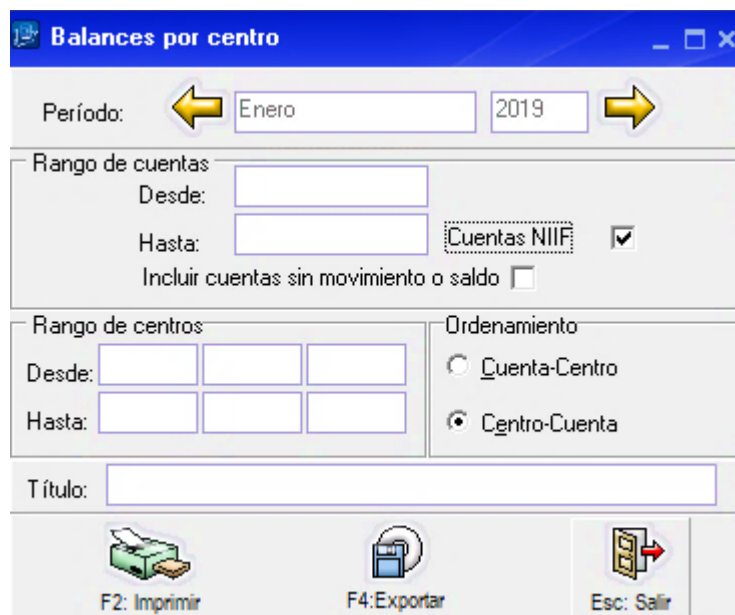 Balances por centro
Período: Enero 2019
Rango de cuentas
Desde:
Hasta: Cuentas NIIF
Incluir cuentas sin movimiento o saldo
Rango de centros Ordenamiento
Desde: Cuenta-Centro
Hasta: Centro-Cuenta
Título:
F2: Imprimir F4:Exportar Esc: Salir